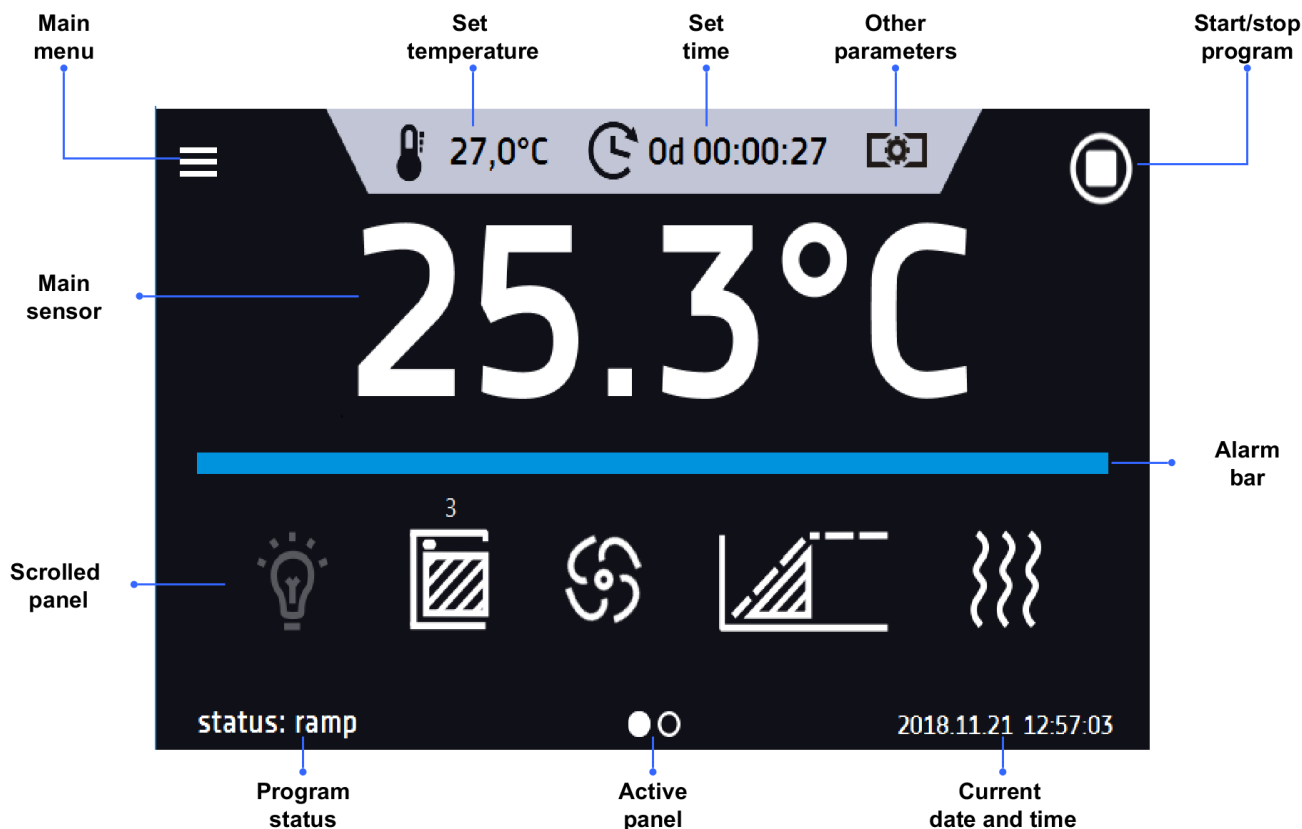 Main
menu
Set
temperature
Set
time
Other
parameters
Start/stop
program
27,0°C
0d 00:00:27
25.3°C
Main
sensor
Alarm
bar
3
Scrolled
panel
status: ramp
2018.11.21 12:57:03
Program
status
Active
panel
Current
date and time